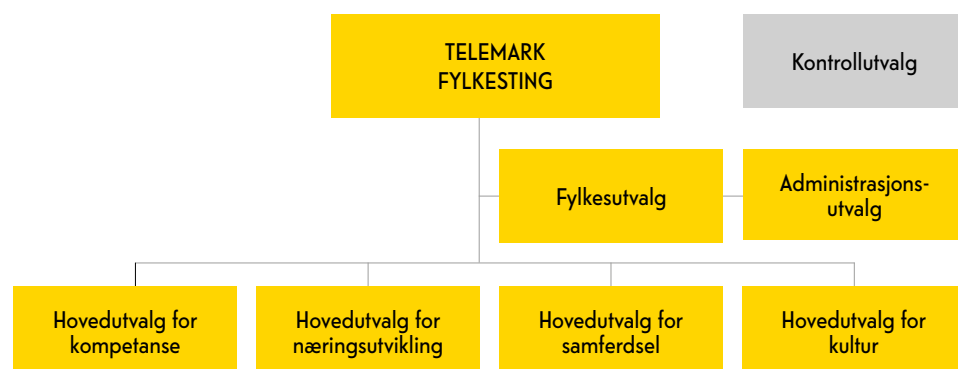 TELEMARK
FYLKESTING
Kontrollutvalg
Fylkesutvalg
Administrasjons-
utvalg
Hovedutvalg for
kompetanse
Hovedutvalg for
næringsutvikling
Hovedutvalg for
samferdsel
Hovedutvalg for
kultur